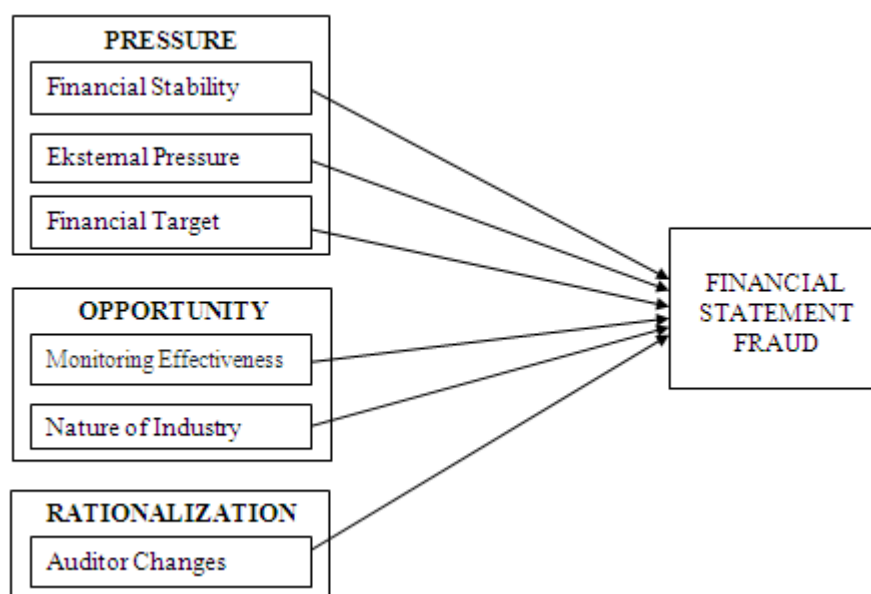 PRESSURE
Financial Stability
Eksternal Pressure
Financial Target
OPPORTUNITY
Monitoring Effectiveness
Nature of Industry
RATIONALIZATION
Auditor Changes
FINANCIAL
STATEMENT
FRAUD